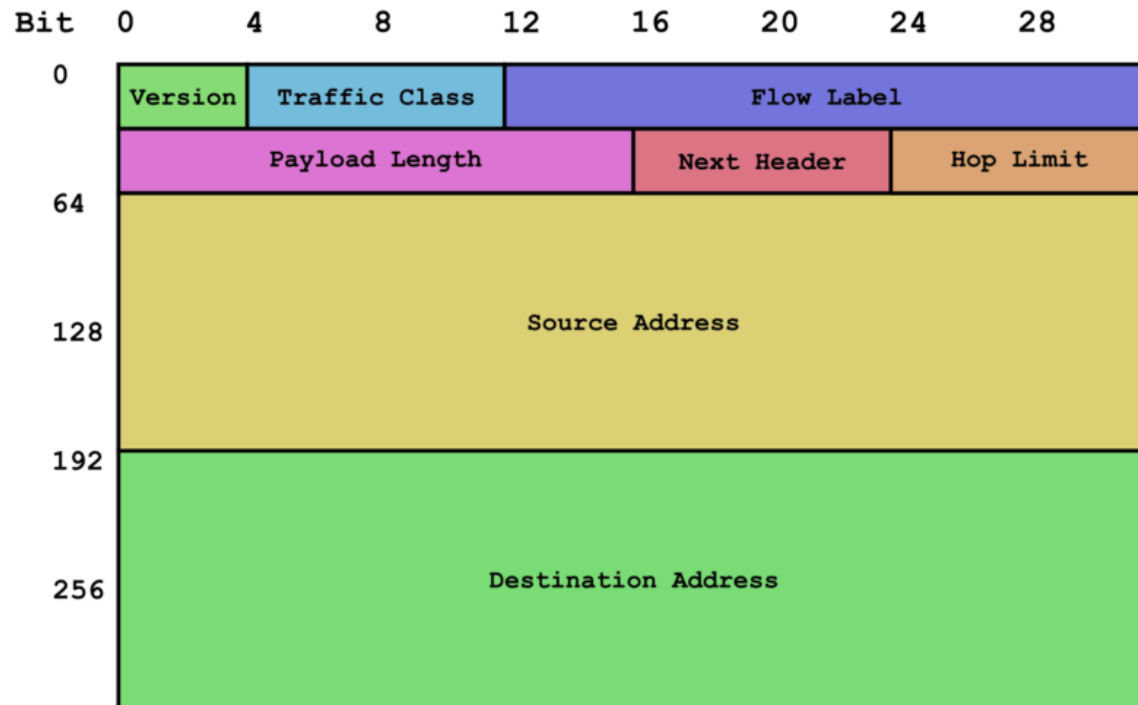 Bit 0 4 8 12 16 20 24 28
0 Version Traffic Class Flow Label
Payload Length Next Header Hop Limit
64
Source Address
128
192
Destination Address
256